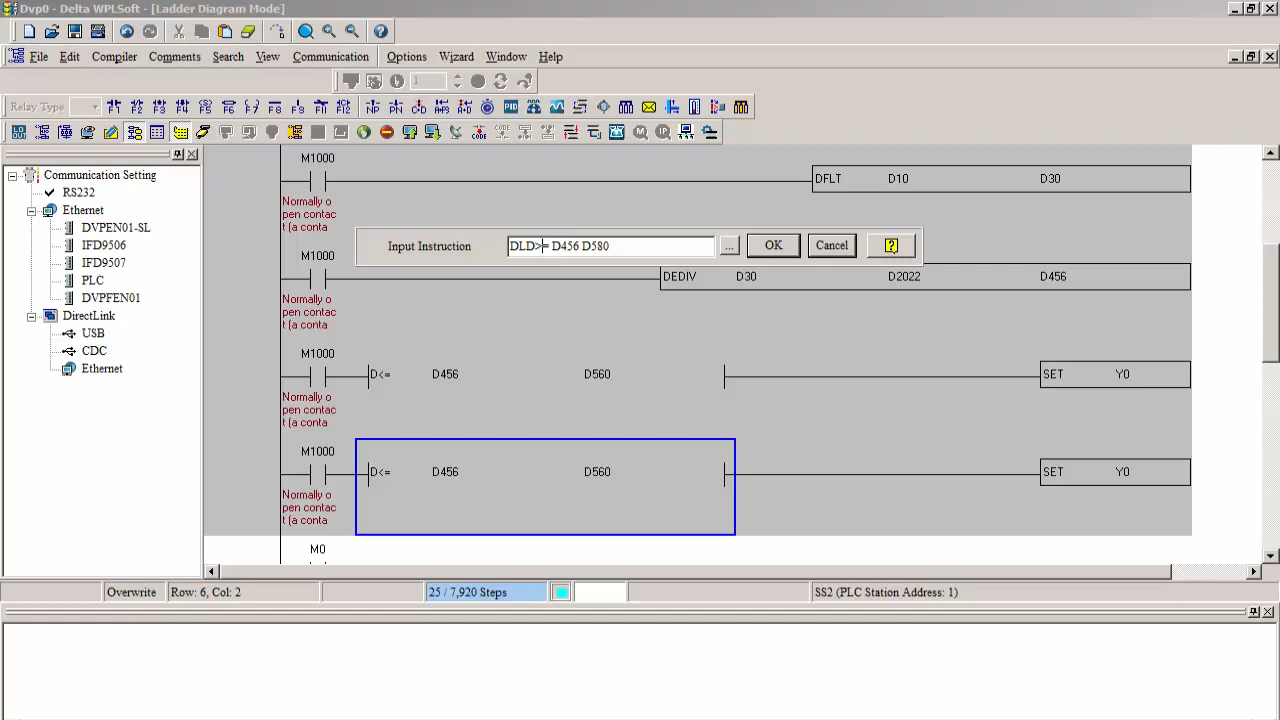 Dvp0 - Delta WPLSoft - [Ladder Diagram Mode]
File Edit Compiler Comments Search View Communication Options Wizard Window Help
1
Relay Type
Communication Setting
RS232
Ethernet
DVPEN01-SL
IFD9506
IFD9507
PLC
DVPFEN01
DirectLink
USB
CDC
Ethernet
M1000
DFLT D10 D30
Normally o
pen contac
t (a conta
Input Instruction DLD>= D456 D580 ... OK Cancel ?
M1000
DEDIV D30 D2022 D456
Normally o
pen contac
t (a conta
M1000
D<= D456 D560 SET Y0
Normally o
pen contac
t (a conta
M1000
D<= D456 D560 SET Y0
Normally o
pen contac
t (a conta
M0
Overwrite Row: 6, Col: 2 25 / 7,920 Steps SS2 (PLC Station Address: 1)